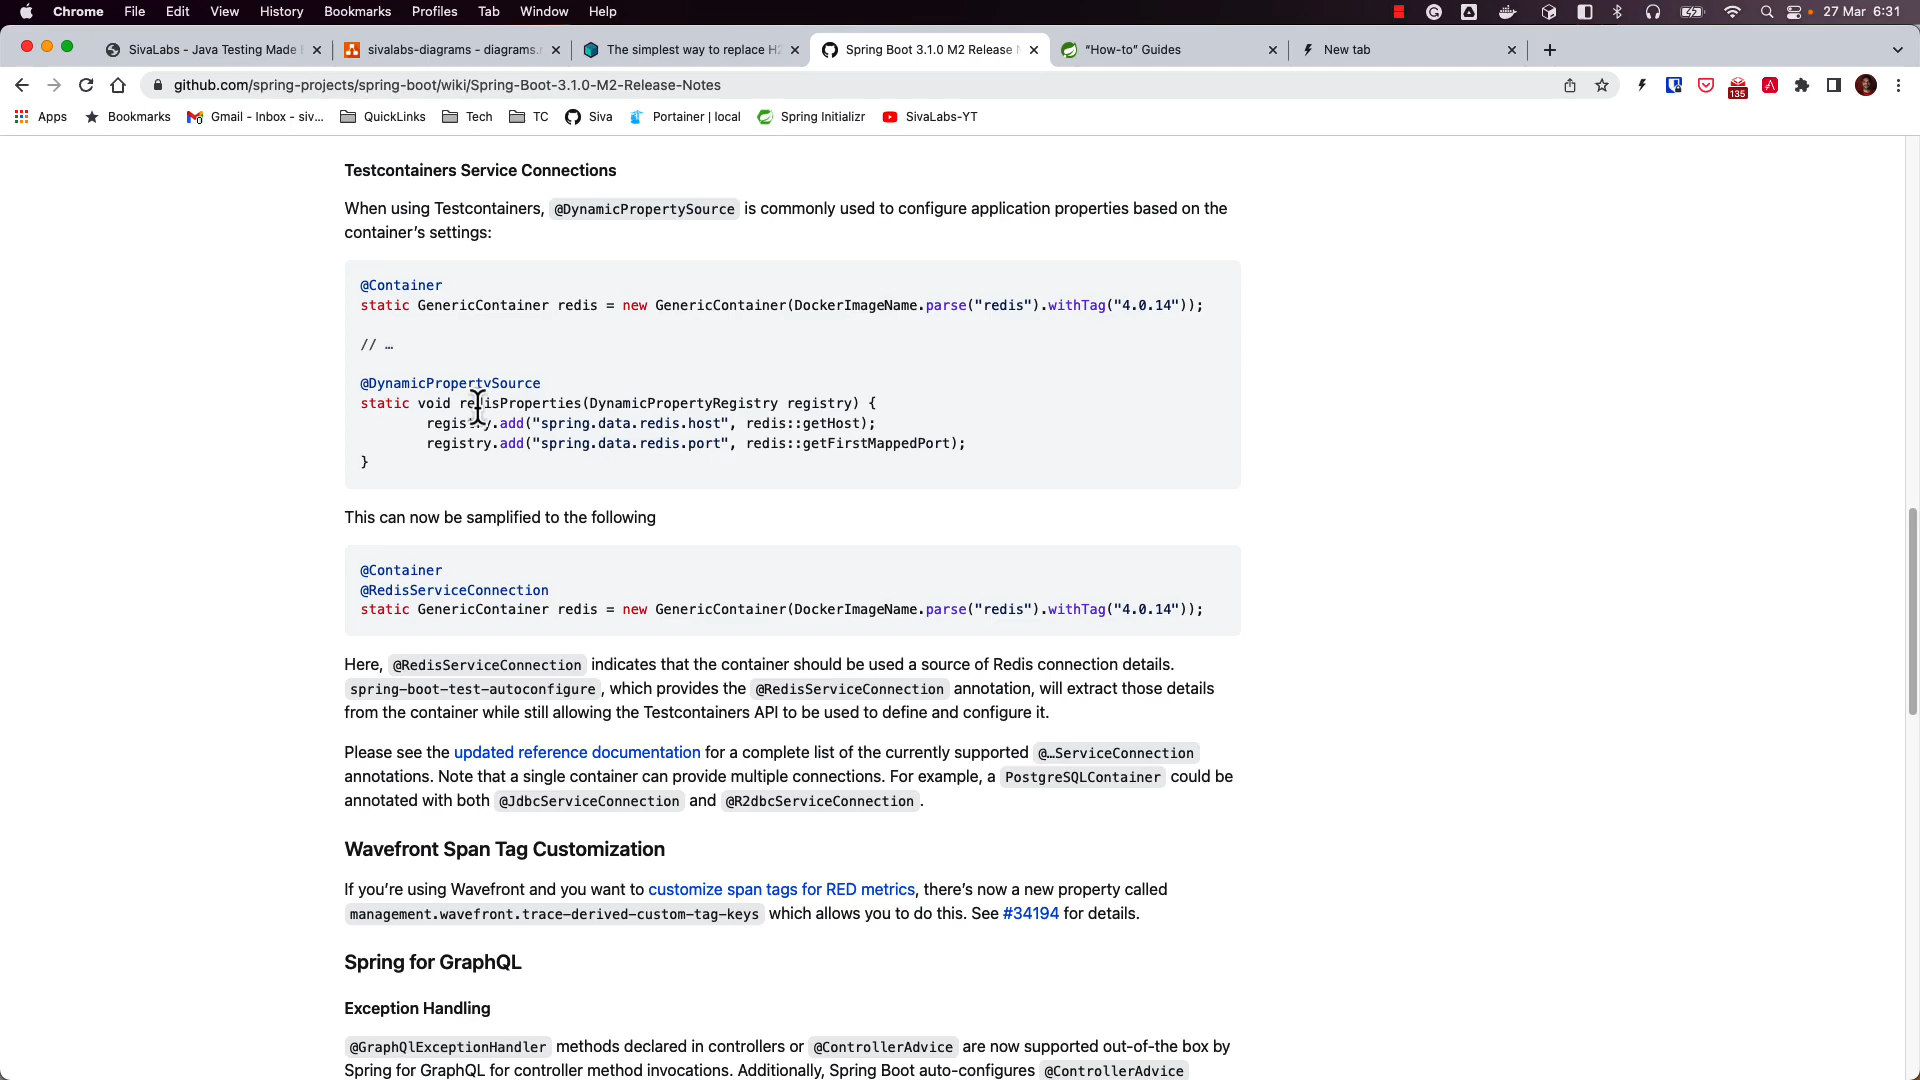 Chrome File Edit View History Bookmarks Profiles Tab Window Help 27 Mar 6:31
SivaLabs - Java Testing Made sivalabs-diagrams - diagrams. The simplest way to replace H2 Spring Boot 3.1.0 M2 Release "How-to" Guides New tab
github.com/spring-projects/spring-boot/wiki/Spring-Boot-3.1.0-M2-Release-Notes 135
Apps Bookmarks Gmail - Inbox - siv... QuickLinks Tech TC Siva Portainer | local Spring Initializr SivaLabs-YT
Testcontainers Service Connections
When using Testcontainers, @DynamicPropertySource is commonly used to configure application properties based on the
container's settings:
@Container
static GenericContainer redis = new GenericContainer(DockerImageName.parse("redis").withTag("4.0.14"));
// …
@DynamicPropertySource
static void redisProperties(DynamicPropertyRegistry registry) {
registry.add("spring.data.redis.host", redis::getHost);
registry.add("spring.data.redis.port", redis::getFirstMappedPort);
}
This can now be samplified to the following
@Container
@RedisServiceConnection
static GenericContainer redis = new GenericContainer(DockerImageName.parse("redis").withTag("4.0.14"));
Here, @RedisServiceConnection indicates that the container should be used a source of Redis connection details.
spring-boot-test-autoconfigure , which provides the @RedisServiceConnection annotation, will extract those details
from the container while still allowing the Testcontainers API to be used to define and configure it.
Please see the updated reference documentation for a complete list of the currently supported @…ServiceConnection
annotations. Note that a single container can provide multiple connections. For example, a PostgreSQLContainer could be
annotated with both @JdbcServiceConnection and @R2dbcServiceConnection .
Wavefront Span Tag Customization
If you're using Wavefront and you want to customize span tags for RED metrics, there's now a new property called
management.wavefront.trace-derived-custom-tag-keys which allows you to do this. See #34194 for details.
Spring for GraphQL
Exception Handling
@GraphQlExceptionHandler methods declared in controllers or @ControllerAdvice are now supported out-of-the box by
Spring for GraphQL for controller method invocations. Additionally, Spring Boot auto-configures @ControllerAdvice